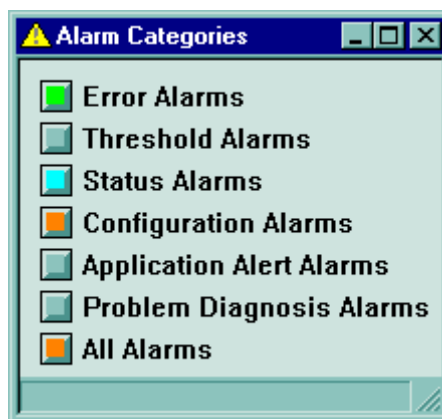 Alarm Categories
Error Alarms
Threshold Alarms
Status Alarms
Configuration Alarms
Application Alert Alarms
Problem Diagnosis Alarms
All Alarms